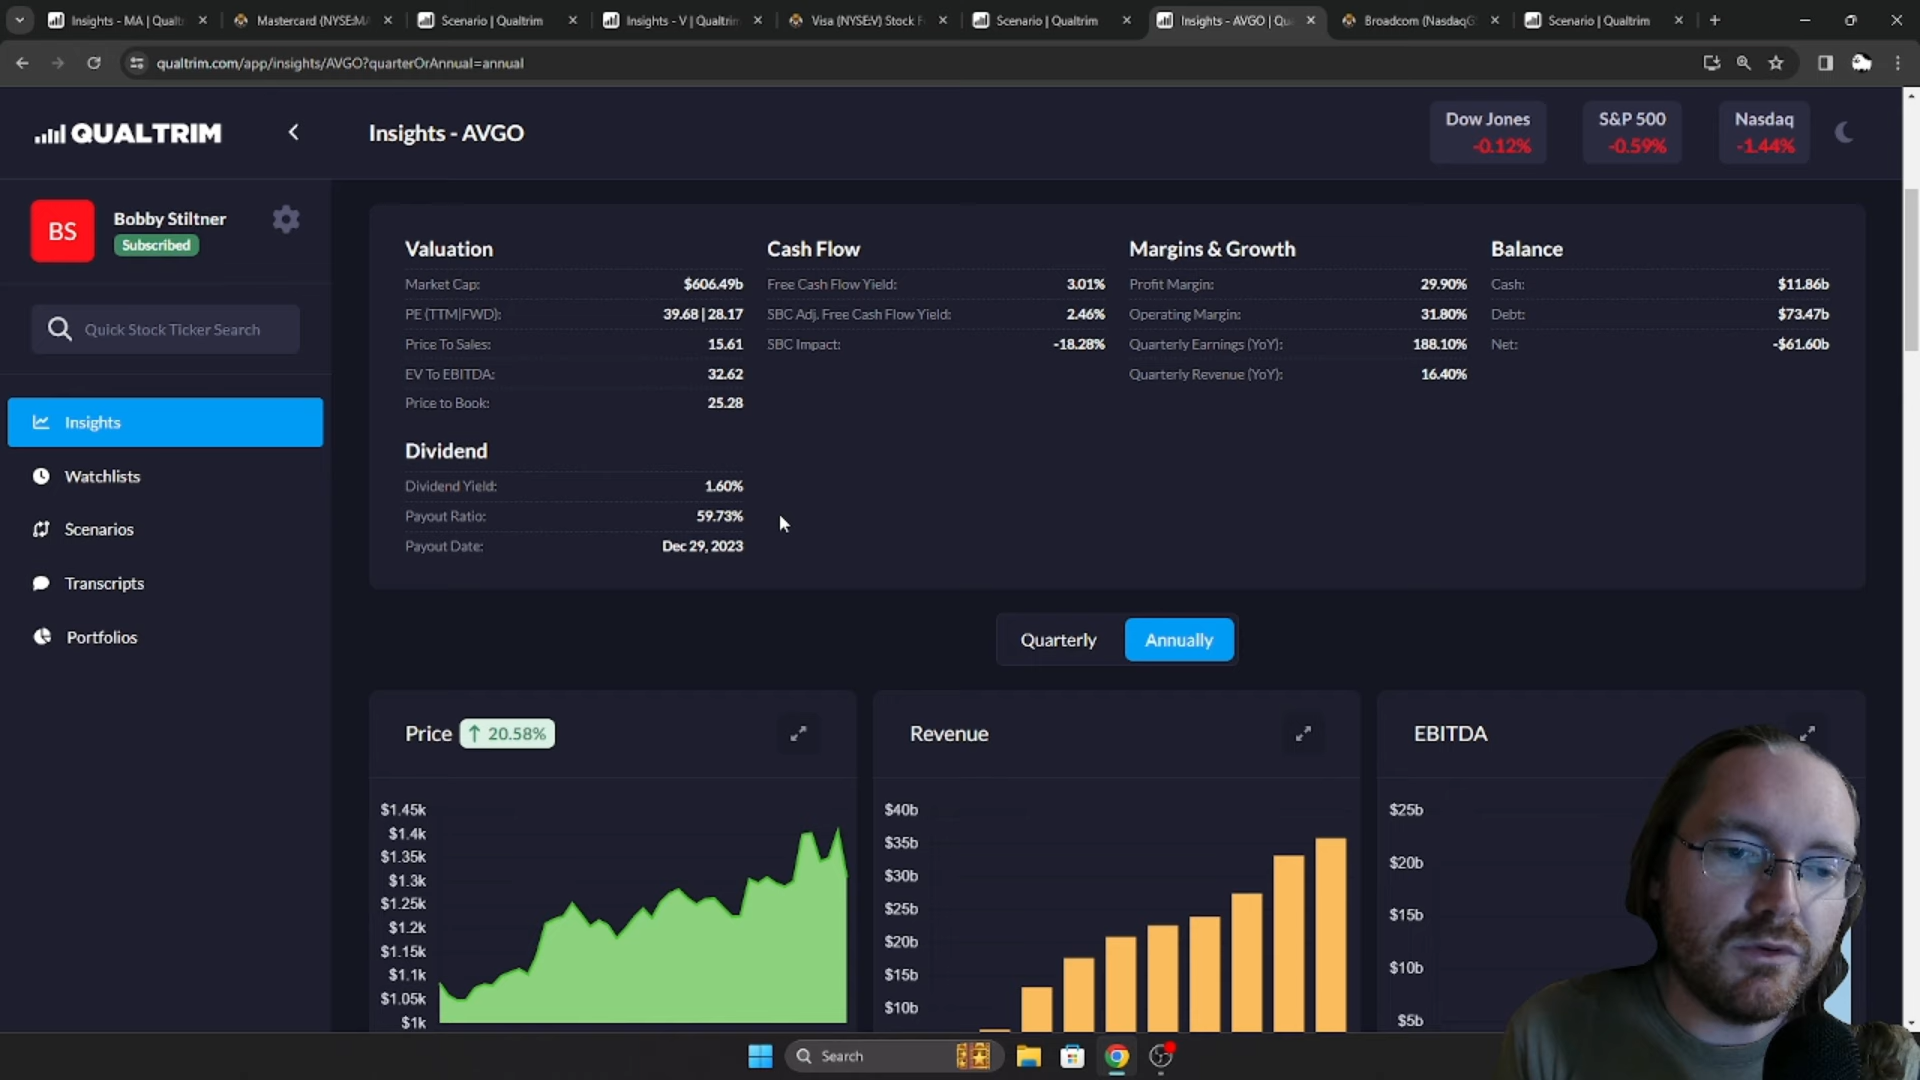 Insights - MA | Qualt
Mastercard (NYSE:MA
Scenario | Qualtrim
Insights - V | Qualtrim
Visa (NYSE:V) Stock F
Scenario | Qualtrim
Insights - AVGO | Qu
Broadcom (NasdaqG
Scenario | Qualtrim
qualtrim.com/app/insights/AVGO?quarterOrAnnual=annual
QUALTRIM
Insights - AVGO
Dow Jones
-0.12%
S&P 500
-0.59%
Nasdaq
-1.44%
BS
Bobby Stiltner
Subscribed
Quick Stock Ticker Search
Insights
Watchlists
Scenarios
Transcripts
Portfolios
Valuation
Market Cap: $606.49b
PE (TTM|FWD): 39.68 | 28.17
Price To Sales: 15.61
EV To EBITDA: 32.62
Price to Book: 25.28
Cash Flow
Free Cash Flow Yield: 3.01%
SBC Adj. Free Cash Flow Yield: 2.46%
SBC Impact: -18.28%
Margins & Growth
Profit Margin: 29.90%
Operating Margin: 31.80%
Quarterly Earnings (YoY): 188.10%
Quarterly Revenue (YoY): 16.40%
Balance
Cash: $11.86b
Debt: $73.47b
Net: -$61.60b
Dividend
Dividend Yield: 1.60%
Payout Ratio: 59.73%
Payout Date: Dec 29, 2023
Quarterly
Annually
Price ↑ 20.58%
$1.45k
$1.4k
$1.35k
$1.3k
$1.25k
$1.2k
$1.15k
$1.1k
$1.05k
$1k
Revenue
$40b
$35b
$30b
$25b
$20b
$15b
$10b
EBITDA
$25b
$20b
$15b
$10b
$5b
Search